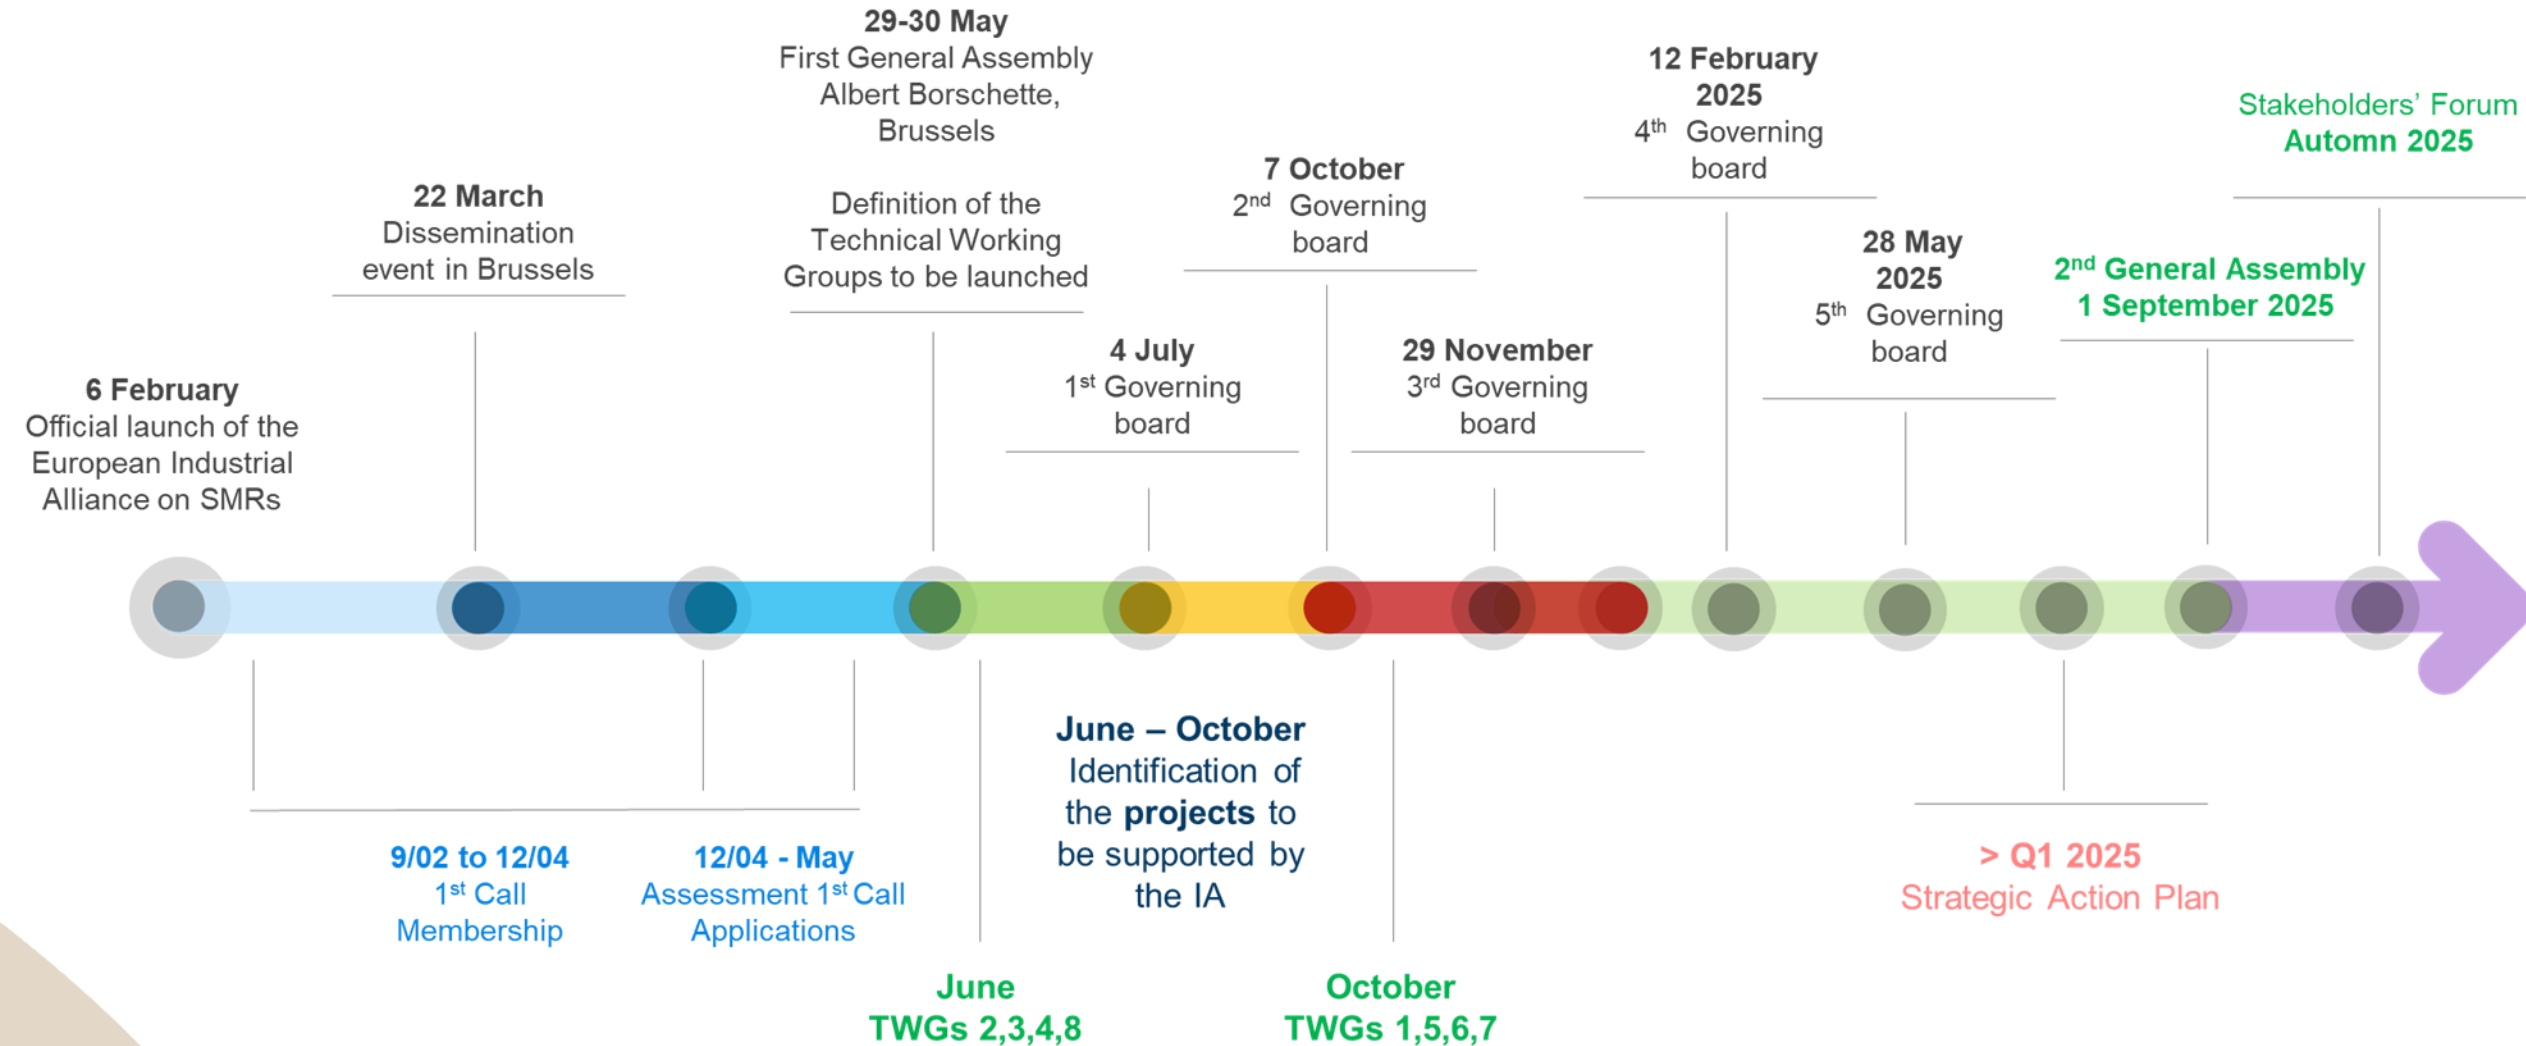 6 February
Official launch of the
European Industrial
Alliance on SMRs
22 March
Dissemination
event in Brussels
29-30 May
First General Assembly
Albert Borschette,
Brussels
Definition of the
Technical Working
Groups to be launched
4 July
1st Governing
board
7 October
2nd Governing
board
29 November
3rd Governing
board
12 February
2025
4th Governing
board
28 May
2025
5th Governing
board
2nd General Assembly
1 September 2025
Stakeholders’ Forum
Automn 2025
9/02 to 12/04
1st Call
Membership
12/04 - May
Assessment 1st Call
Applications
June
TWGs 2,3,4,8
June – October
Identification of
the projects to
be supported by
the IA
October
TWGs 1,5,6,7
> Q1 2025
Strategic Action Plan